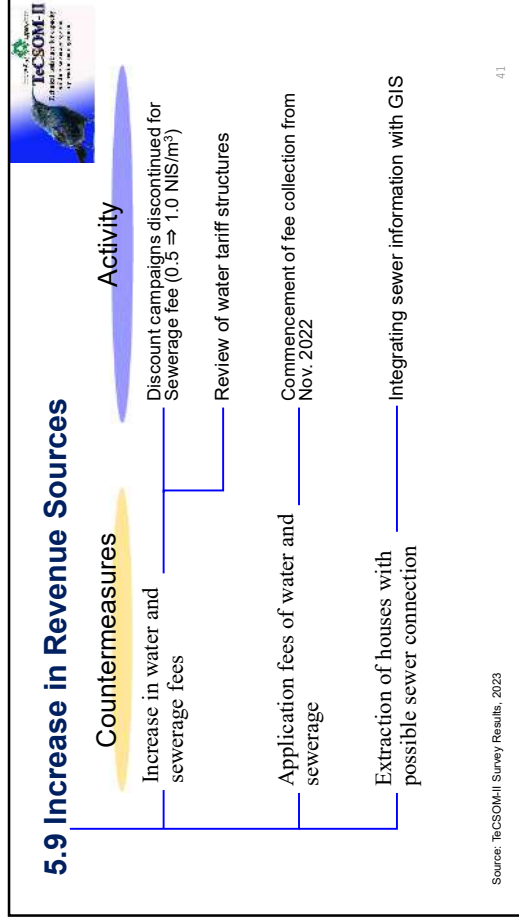 5.9 Increase in Revenue Sources
TeCSOM-II
Countermeasures
Activity
Increase in water and
sewerage fees
Discount campaigns discontinued for
Sewerage fee (0.5 ⇒ 1.0 NIS/m³)
Review of water tariff structures
Application fees of water and
sewerage
Commencement of fee collection from
Nov. 2022
Extraction of houses with
possible sewer connection
Integrating sewer information with GIS
Source: TeCSOM-II Survey Results, 2023
41